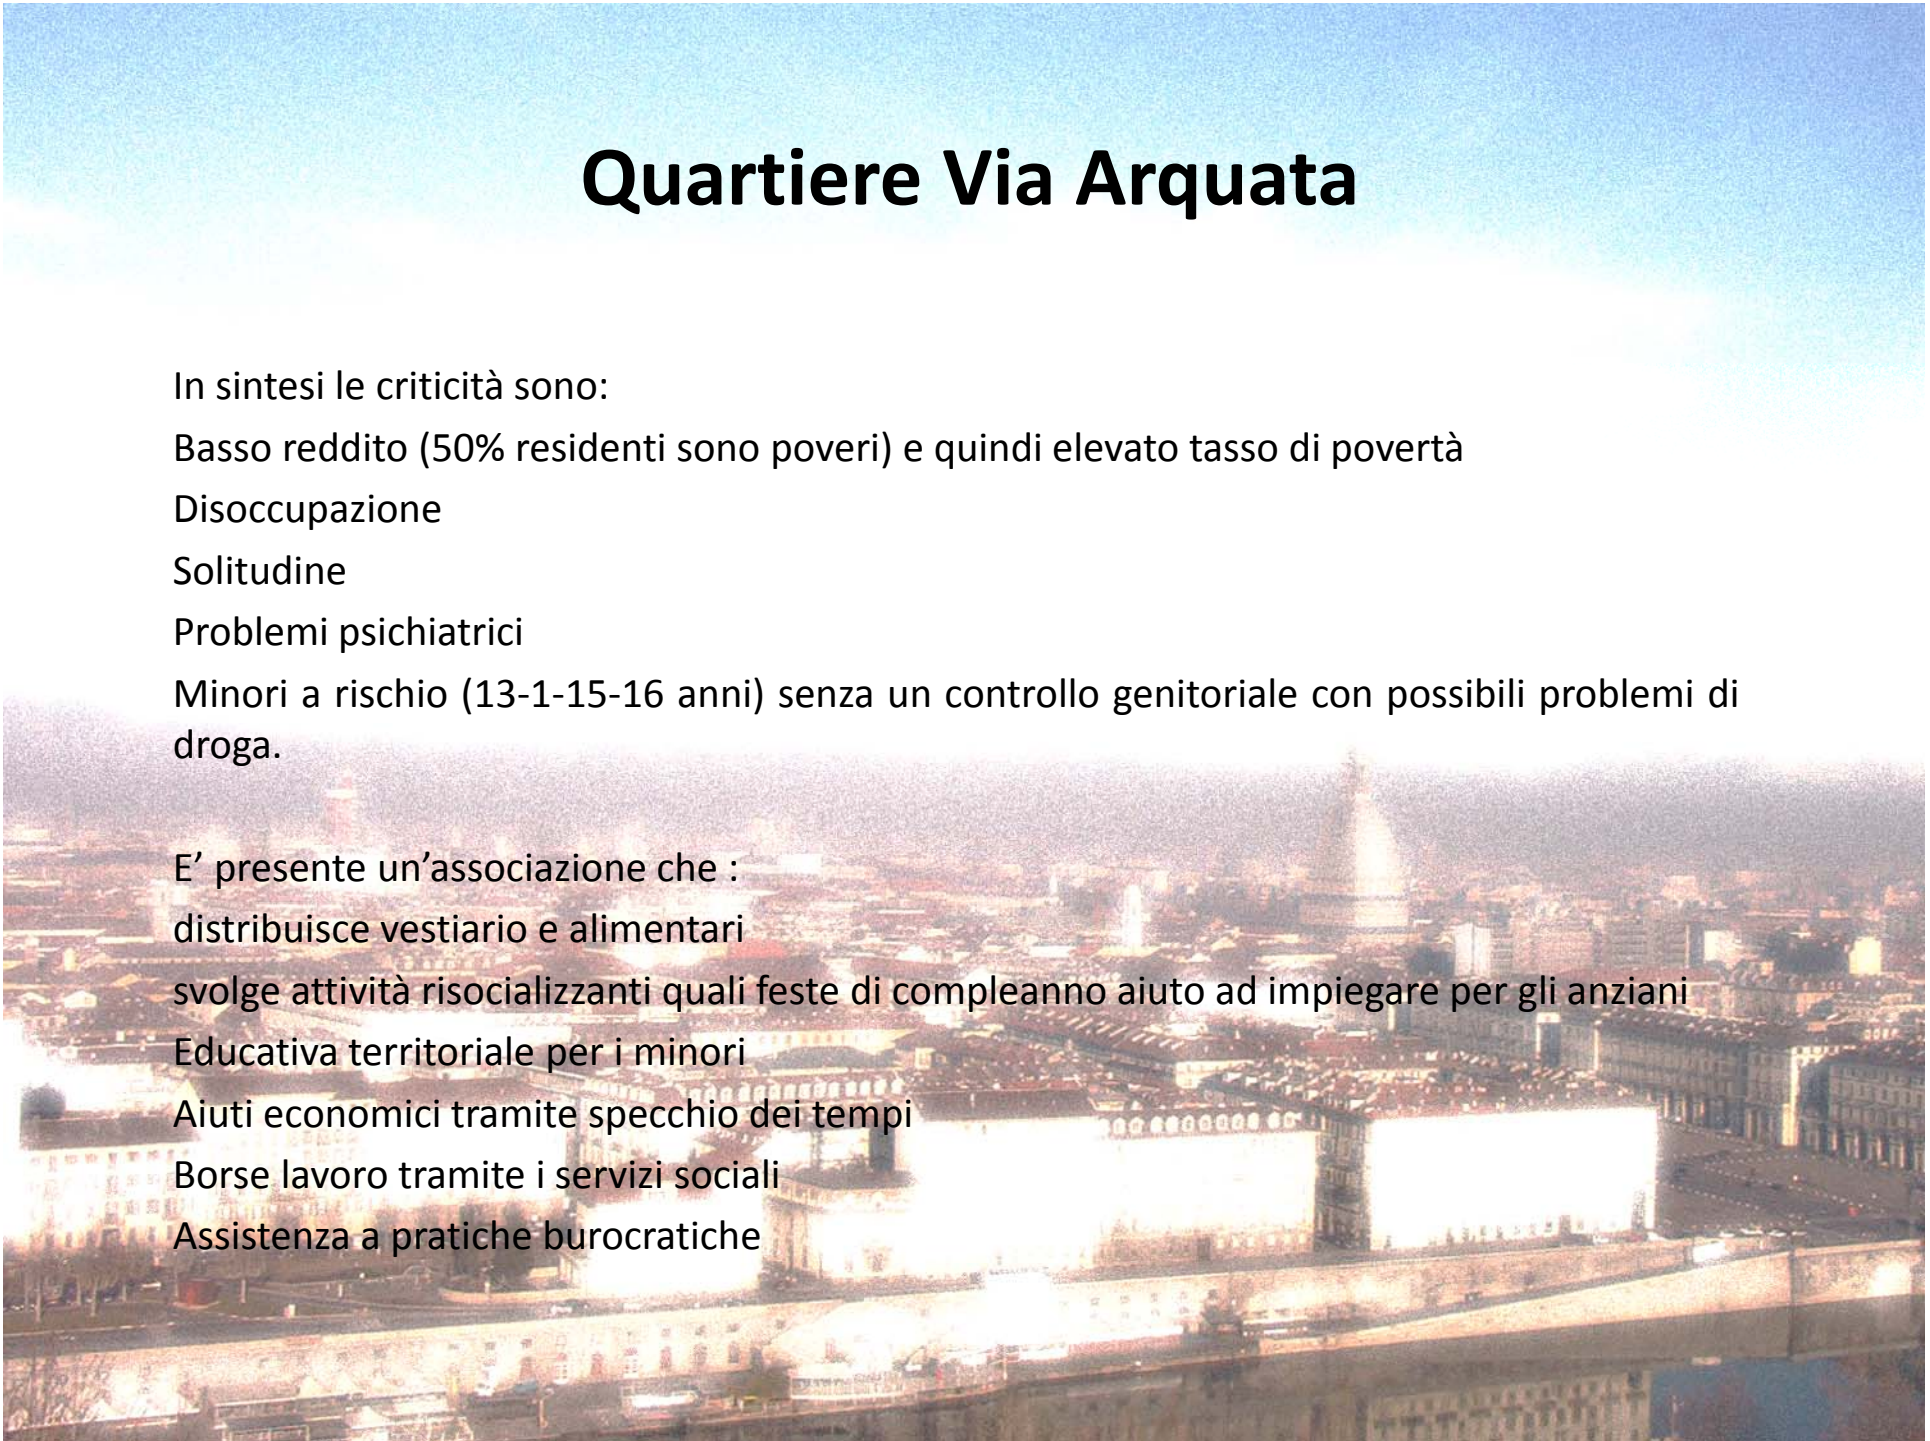 Quartiere Via Arquata
In sintesi le criticità sono:
Basso reddito (50% residenti sono poveri) e quindi elevato tasso di povertà
Disoccupazione
Solitudine
Problemi psichiatrici
Minori a rischio (13-1-15-16 anni) senza un controllo genitoriale con possibili problemi di
droga.
E’ presente un’associazione che :
distribuisce vestiario e alimentari
svolge attività risocializzanti quali feste di compleanno aiuto ad impiegare per gli anziani
Educativa territoriale per i minori
Aiuti economici tramite specchio dei tempi
Borse lavoro tramite i servizi sociali
Assistenza a pratiche burocratiche